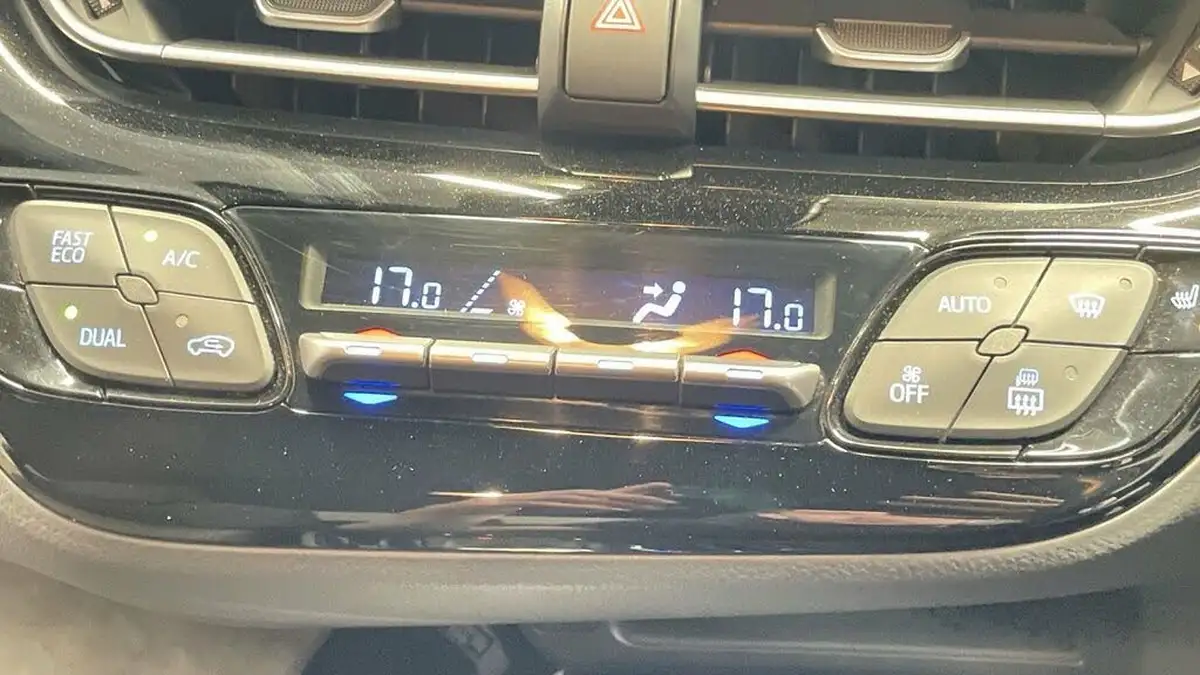 FAST
ECO
A/C
DUAL
17.0
17.0
AUTO
OFF